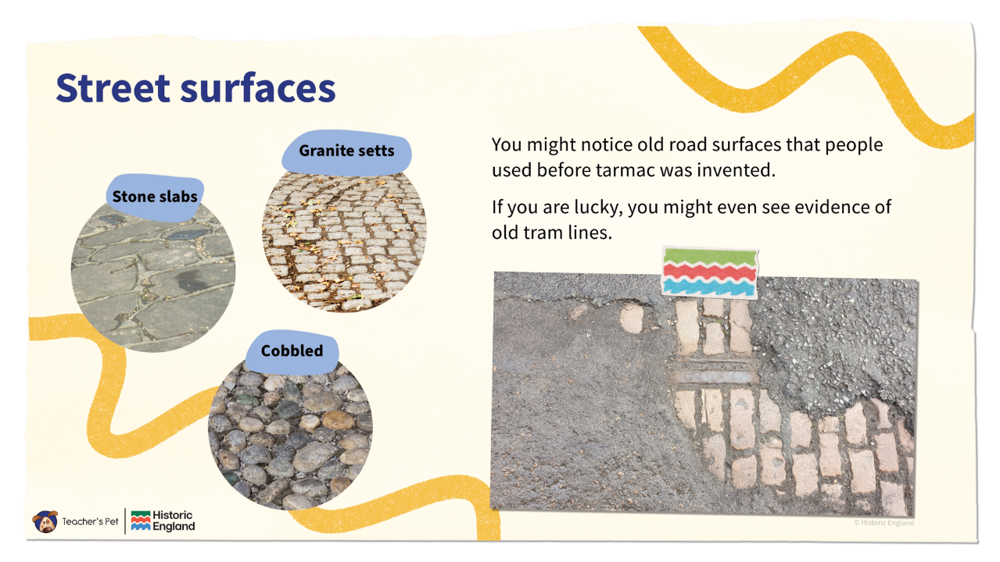 Street surfaces
Granite setts
Stone slabs
Cobbled
You might notice old road surfaces that people
used before tarmac was invented.
If you are lucky, you might even see evidence of
old tram lines.
Teacher's Pet
Historic
England
© Historic England